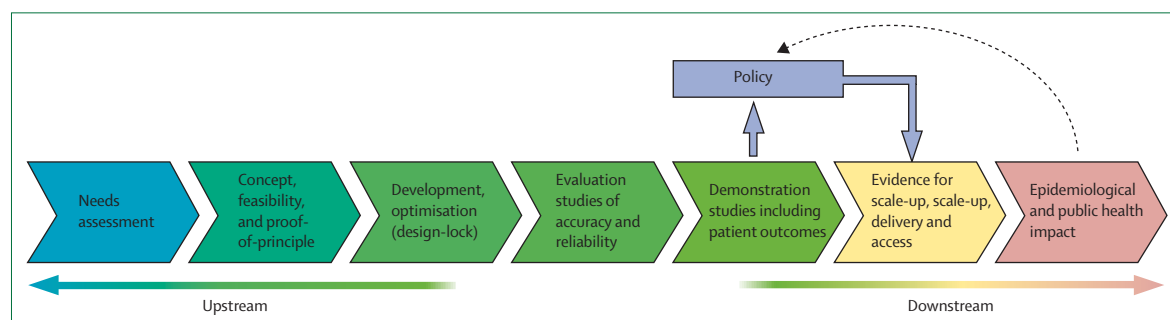 Policy
Needs
assessment
Concept,
feasibility,
and proof-
of-principle
Development,
optimisation
(design-lock)
Evaluation
studies of
accuracy and
reliability
Demonstration
studies including
patient outcomes
Evidence for
scale-up, scale-up,
delivery and
access
Epidemiological
and public health
impact
Upstream
Downstream